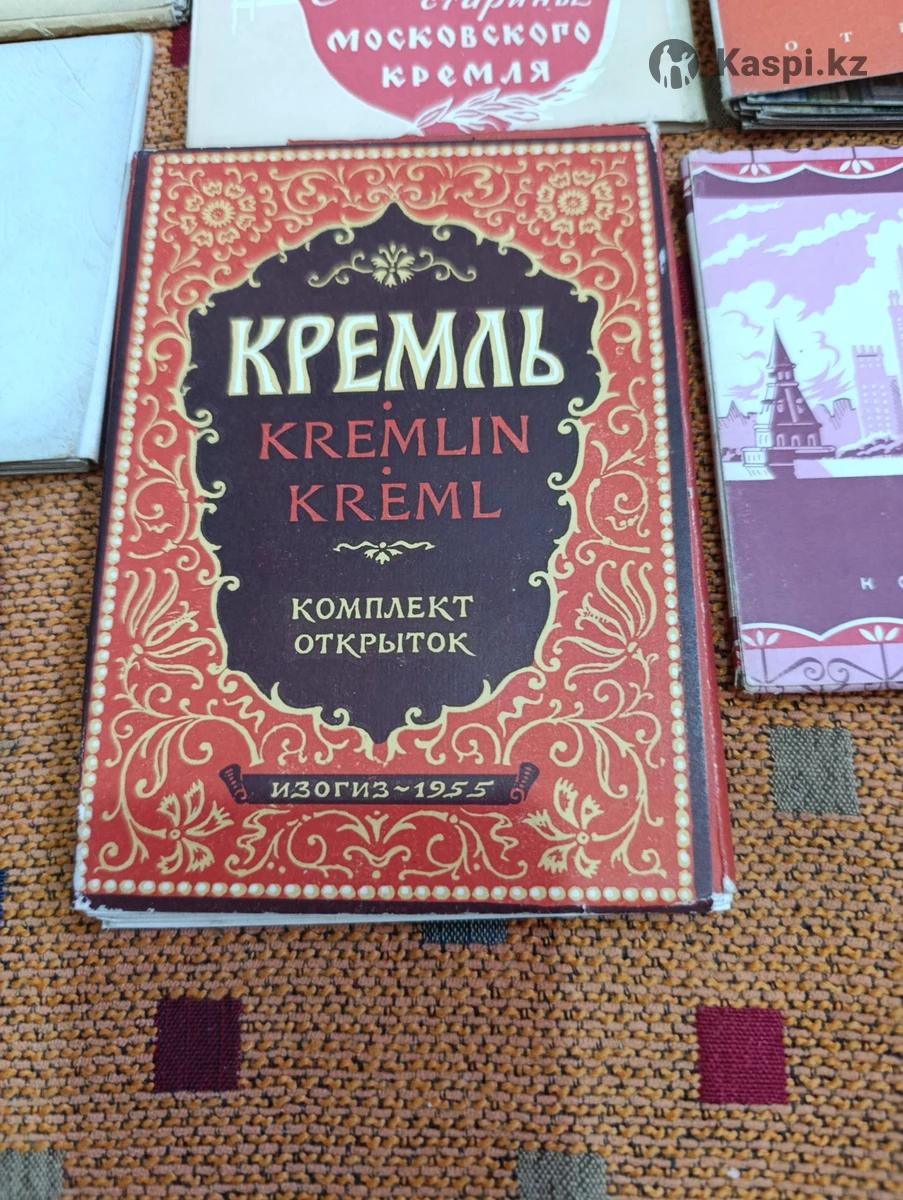 старины
МОСКОВСКОГО
КРЕМЛЯ
Kaspi.kz
КРЕМЛЬ
KREMLIN
KREML
КОМПЛЕКТ
ОТКРЫТОК
ИЗОГИЗ~1955